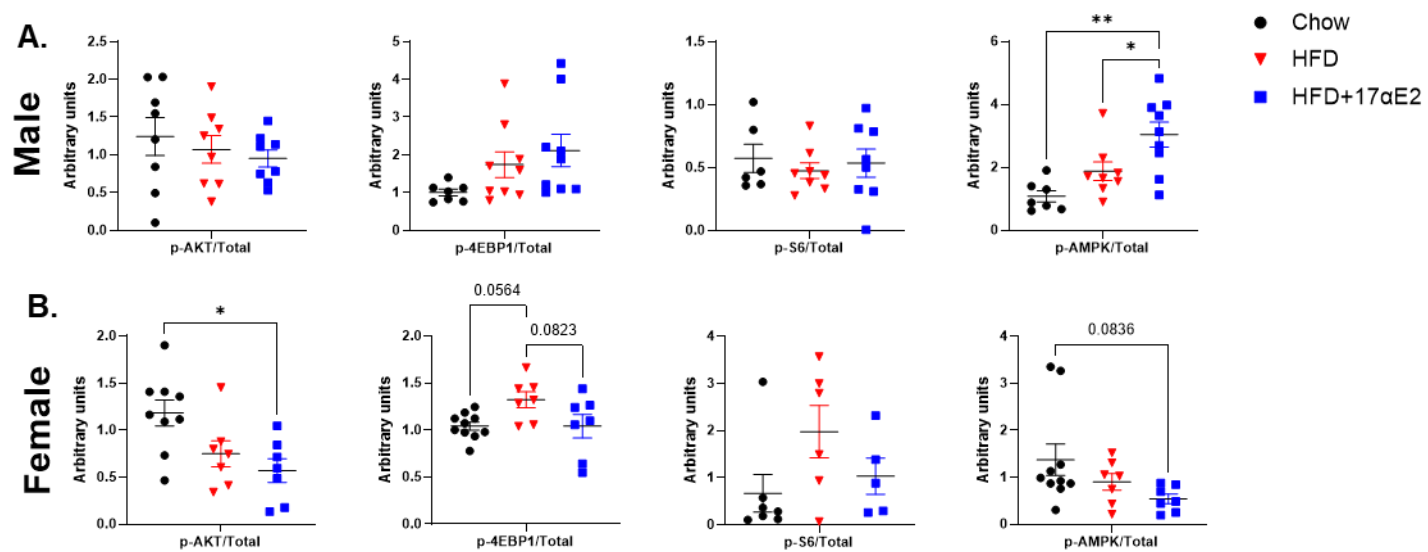 A.
Male
Arbitrary units
2.5
2.0
1.5
1.0
0.5
0.0
p-AKT/Total
Arbitrary units
5
4
3
2
1
0
p-4EBP1/Total
Arbitrary units
1.5
1.0
0.5
0.0
p-S6/Total
Arbitrary units
6
4
2
0
**
*
p-AMPK/Total
Chow
HFD
HFD+17αE2
B.
Female
Arbitrary units
2.0
1.5
1.0
0.5
0.0
*
p-AKT/Total
Arbitrary units
2.0
1.5
1.0
0.5
0.0
0.0564
0.0823
p-4EBP1/Total
Arbitrary units
4
3
2
1
0
p-S6/Total
Arbitrary units
4
3
2
1
0
0.0836
p-AMPK/Total